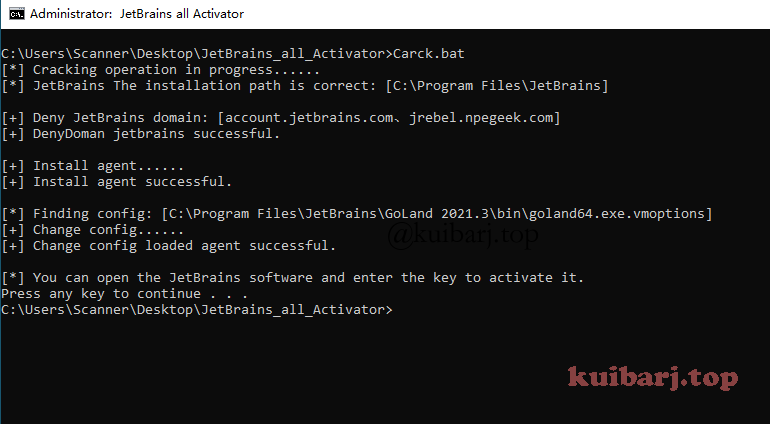 Administrator:  JetBrains all Activator
C:\Users\Scanner\Desktop\JetBrains_all_Activator>Carck.bat
[*] Cracking operation in progress......
[*] JetBrains The installation path is correct: [C:\Program Files\JetBrains]
[+] Deny JetBrains domain: [account.jetbrains.com、jrebel.npegeek.com]
[+] DenyDoman jetbrains successful.
[+] Install agent......
[+] Install agent successful.
[*] Finding config: [C:\Program Files\JetBrains\GoLand 2021.3\bin\goland64.exe.vmoptions]
[+] Change config......
@kuibarj.top
[+] Change config loaded agent successful.
[*] You can open the JetBrains software and enter the key to activate it.
Press any key to continue . . .
C:\Users\Scanner\Desktop\JetBrains_all_Activator>
kuibarj.top